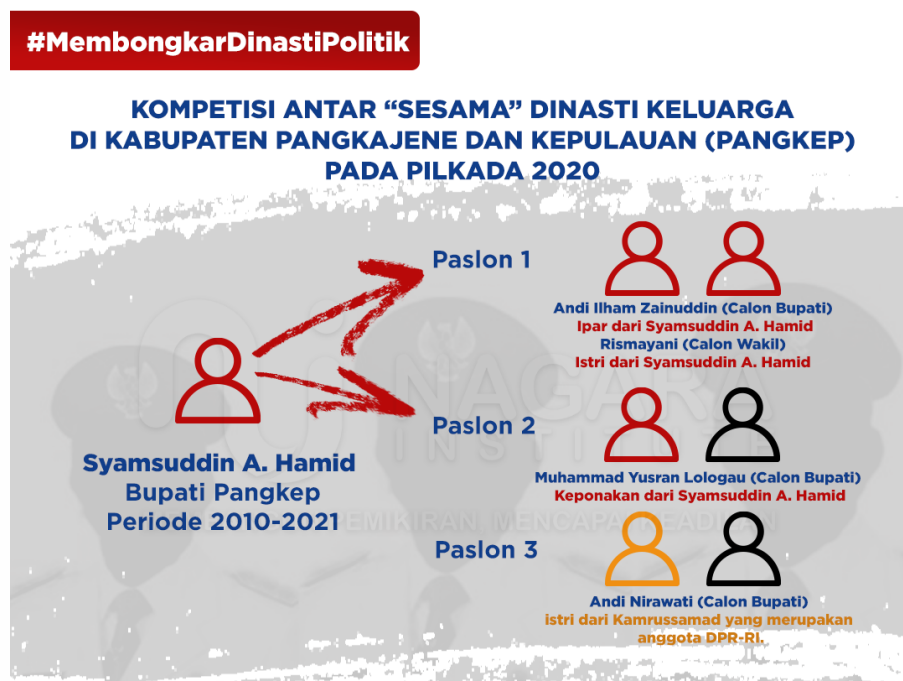 #MembongkarDinastiPolitik
KOMPETISI ANTAR “SESAMA” DINASTI KELUARGA
DI KABUPATEN PANGKAJENE DAN KEPULAUAN (PANGKEP)
PADA PILKADA 2020
Paslon 1
Andi Ilham Zainuddin (Calon Bupati)
Ipar dari Syamsuddin A. Hamid
Rismayani (Calon Wakil)
Istri dari Syamsuddin A. Hamid
Paslon 2
Muhammad Yusran Lologau (Calon Bupati)
Keponakan dari Syamsuddin A. Hamid
Syamsuddin A. Hamid
Bupati Pangkep
Periode 2010-2021
Paslon 3
Andi Nirawati (Calon Bupati)
istri dari Kamrussamad yang merupakan
anggota DPR-RI.
NAGARA
INSTITUTE
PEMIKIRAN, MENCAPAI KEADILAN